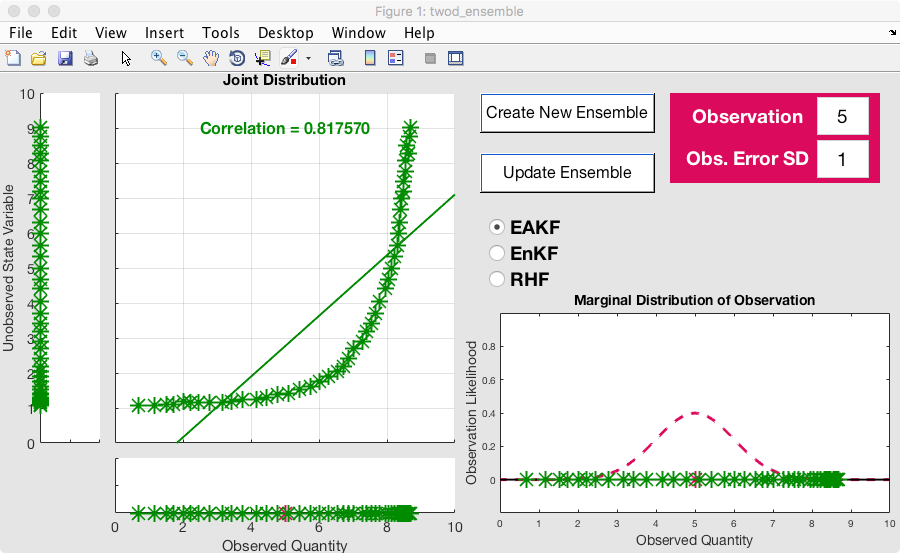 Figure 1: twod_ensemble
File Edit View Insert Tools Desktop Window Help
Joint Distribution
Correlation = 0.817570
10
9
8
7
6
5
4
3
2
1
0
Unobserved State Variable
0 2 4 6 8 10
Observed Quantity
Create New Ensemble
Update Ensemble
Observation 5
Obs. Error SD 1
EAKF
EnKF
RHF
Marginal Distribution of Observation
0.8
0.6
0.4
0.2
0
Observation Likelihood
0 1 2 3 4 5 6 7 8 9 10
Observed Quantity